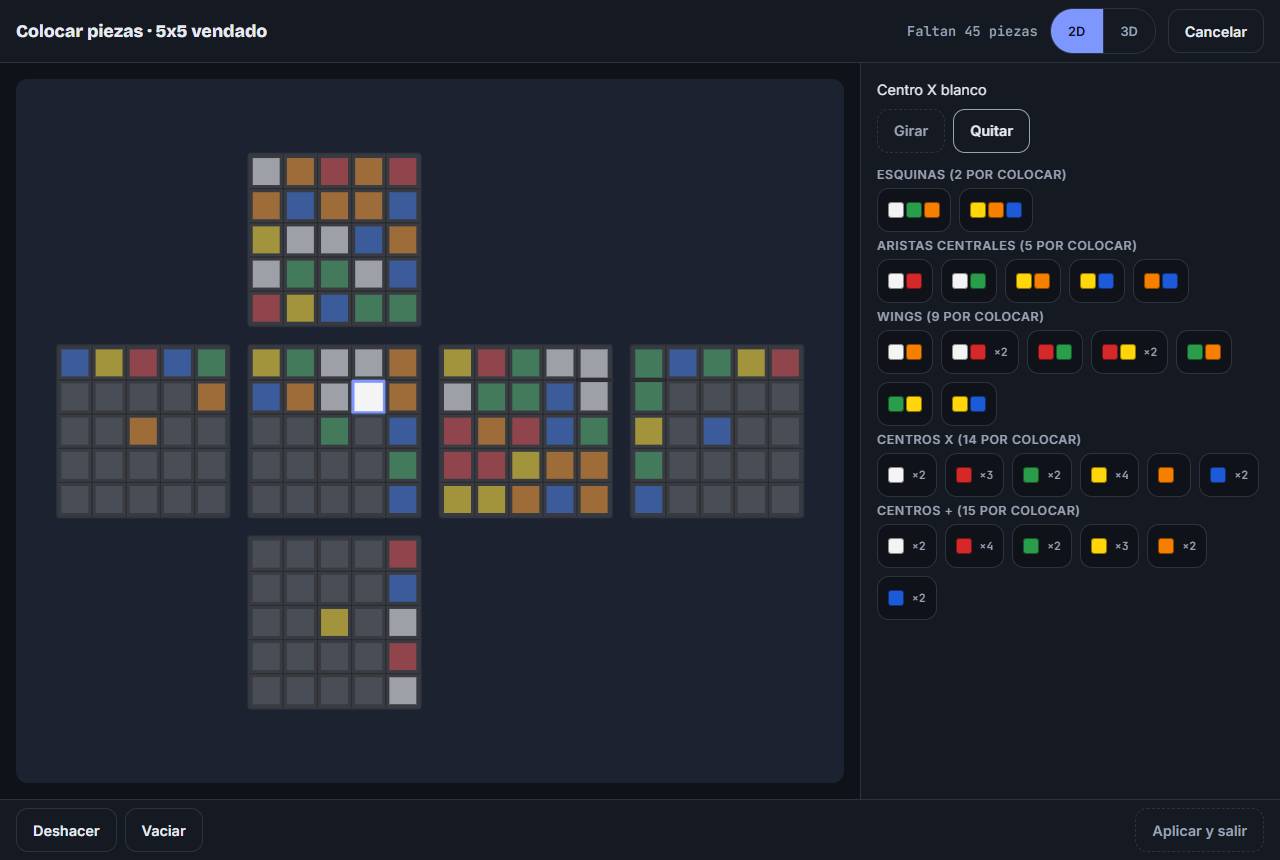 Colocar piezas · 5x5 vendado
Faltan 45 piezas
2D
3D
Cancelar
Centro X blanco
Girar
Quitar
ESQUINAS (2 POR COLOCAR)
ARISTAS CENTRALES (5 POR COLOCAR)
WINGS (9 POR COLOCAR)
×2
×2
CENTROS X (14 POR COLOCAR)
×2
×3
×2
×4
×2
CENTROS + (15 POR COLOCAR)
×2
×4
×2
×3
×2
×2
Deshacer
Vaciar
Aplicar y salir